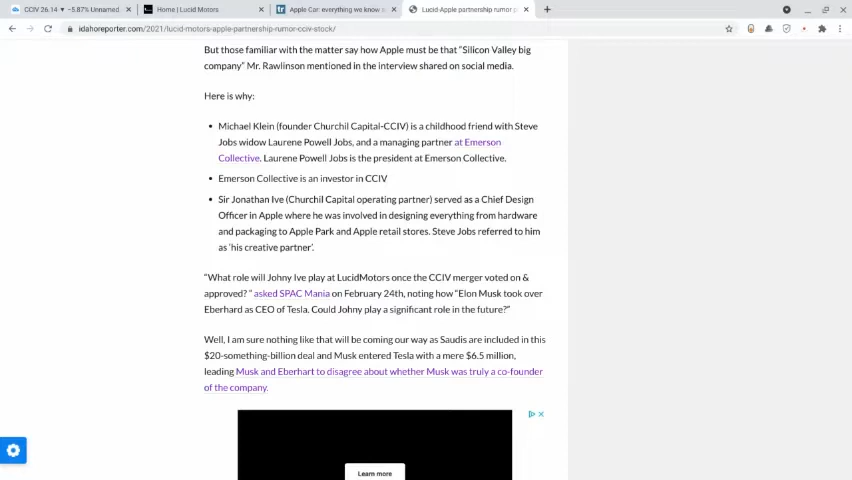 CCIV 26.14 ▼ -5.87% Unnamed
Home | Lucid Motors
Apple Car: everything we know s
Lucid-Apple partnership rumor p
idahoreporter.com/2021/lucid-motors-apple-partnership-rumor-cciv-stock/
But those familiar with the matter say how Apple must be that “Silicon Valley big
company” Mr. Rawlinson mentioned in the interview shared on social media.
Here is why:
• Michael Klein (founder Churchil Capital-CCIV) is a childhood friend with Steve
Jobs widow Laurene Powell Jobs, and a managing partner at Emerson
Collective. Laurene Powell Jobs is the president at Emerson Collective.
• Emerson Collective is an investor in CCIV
• Sir Jonathan Ive (Churchil Capital operating partner) served as a Chief Design
Officer in Apple where he was involved in designing everything from hardware
and packaging to Apple Park and Apple retail stores. Steve Jobs referred to him
as ‘his creative partner’.
“What role will Johny Ive play at LucidMotors once the CCIV merger voted on &
approved? “ asked SPAC Mania on February 24th, noting how “Elon Musk took over
Eberhard as CEO of Tesla. Could Johny play a significant role in the future?”
Well, I am sure nothing like that will be coming our way as Saudis are included in this
$20-something-billion deal and Musk entered Tesla with a mere $6.5 million,
leading Musk and Eberhart to disagree about whether Musk was truly a co-founder
of the company.
Learn more